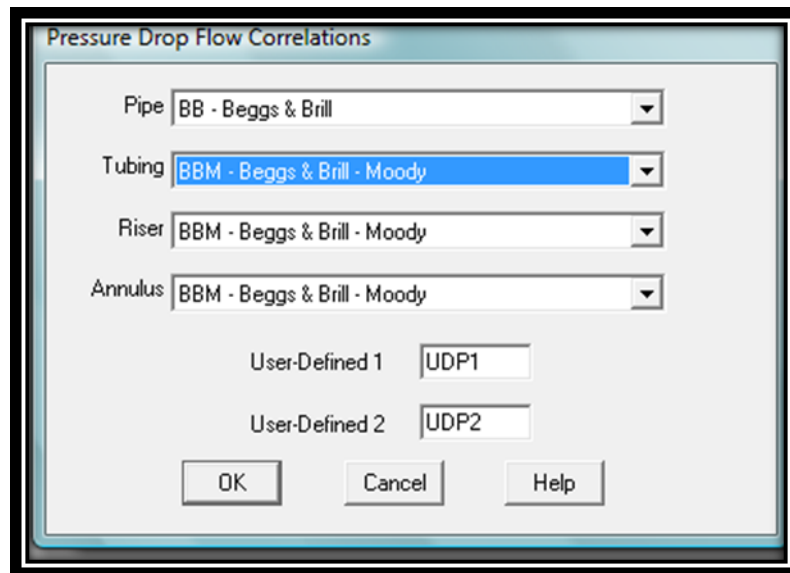 Pressure Drop Flow Correlations
Pipe BB - Beggs & Brill
Tubing BBM - Beggs & Brill - Moody
Riser BBM - Beggs & Brill - Moody
Annulus BBM - Beggs & Brill - Moody
User-Defined 1 UDP1
User-Defined 2 UDP2
OK Cancel Help